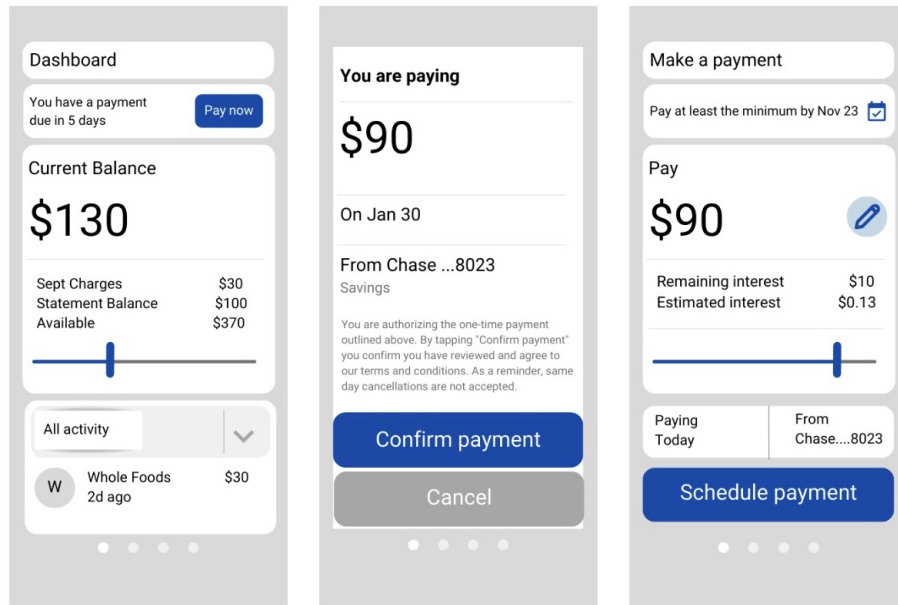 Dashboard
You have a payment
due in 5 days
Pay now
Current Balance
$130
Sept Charges $30
Statement Balance $100
Available $370
All activity
W
Whole Foods $30
2d ago
You are paying
$90
On Jan 30
From Chase ...8023
Savings
You are authorizing the one-time payment
outlined above. By tapping "Confirm payment"
you confirm you have reviewed and agree to
our terms and conditions. As a reminder, same
day cancellations are not accepted.
Confirm payment
Cancel
Make a payment
Pay at least the minimum by Nov 23
Pay
$90
Remaining interest $10
Estimated interest $0.13
Paying
Today
From
Chase....8023
Schedule payment